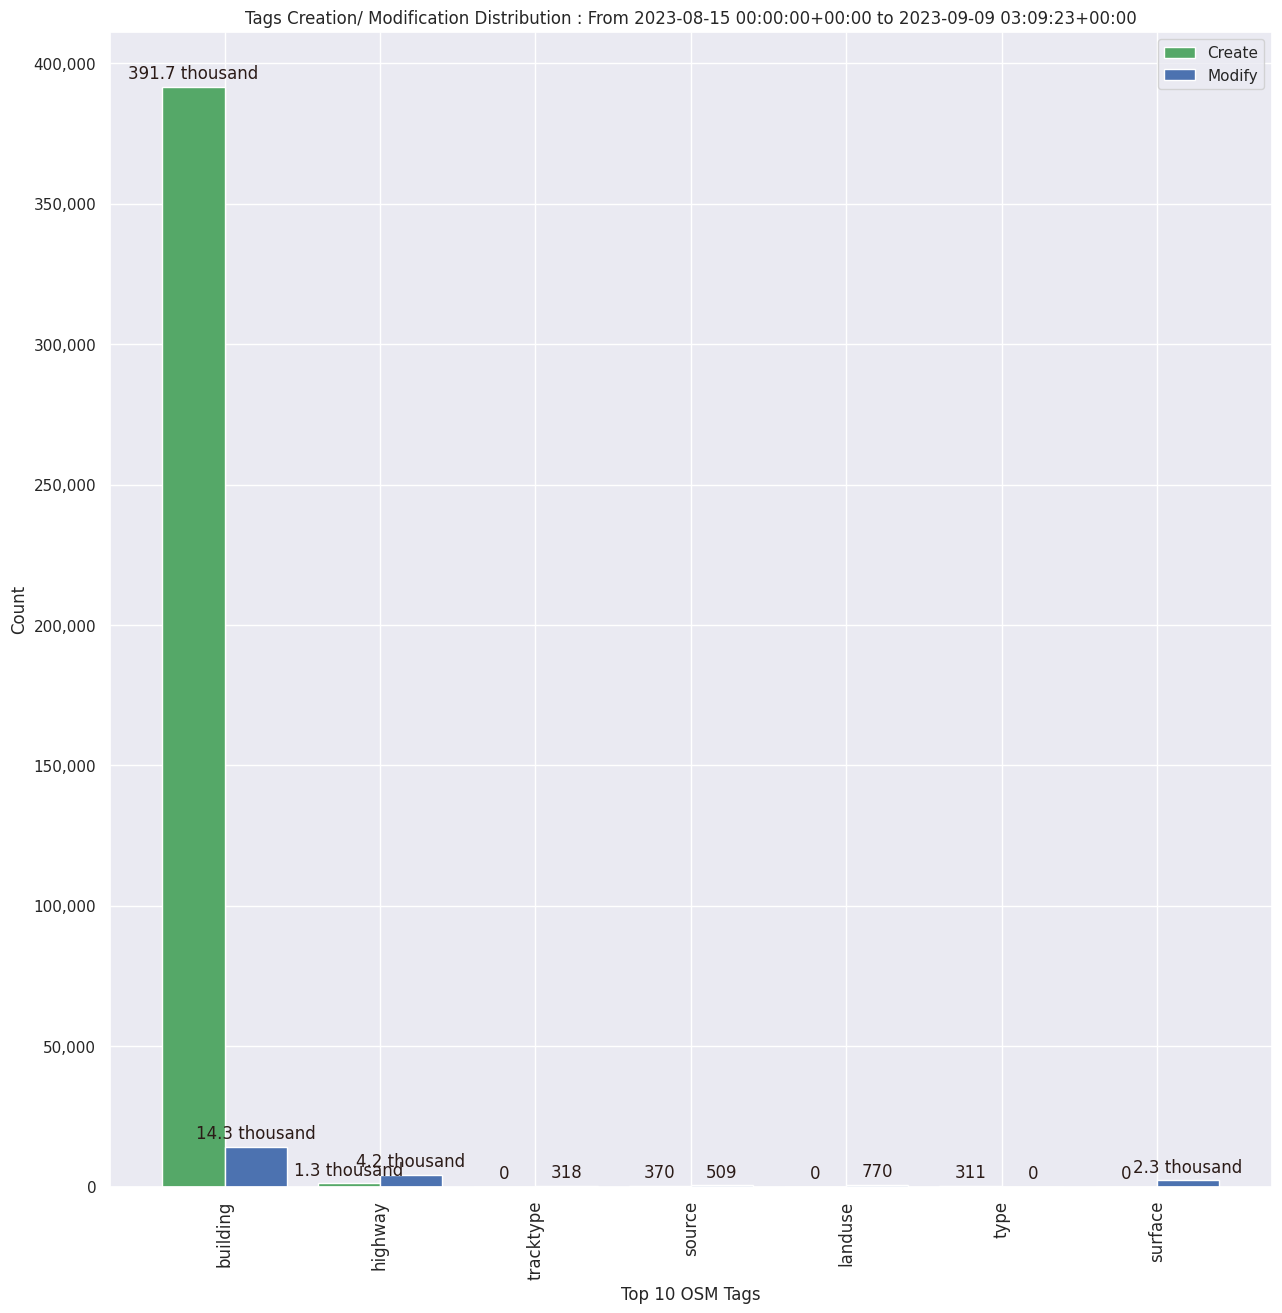 Tags Creation/ Modification Distribution : From 2023-08-15 00:00:00+00:00 to 2023-09-09 03:09:23+00:00
Create
Modify
400,000
350,000
300,000
250,000
200,000
150,000
100,000
50,000
0
Count
391.7 thousand
14.3 thousand
1.3 thousand
4.2 thousand
0
318
370
509
0
770
311
0
0
2.3 thousand
building
highway
tracktype
source
landuse
type
surface
Top 10 OSM Tags